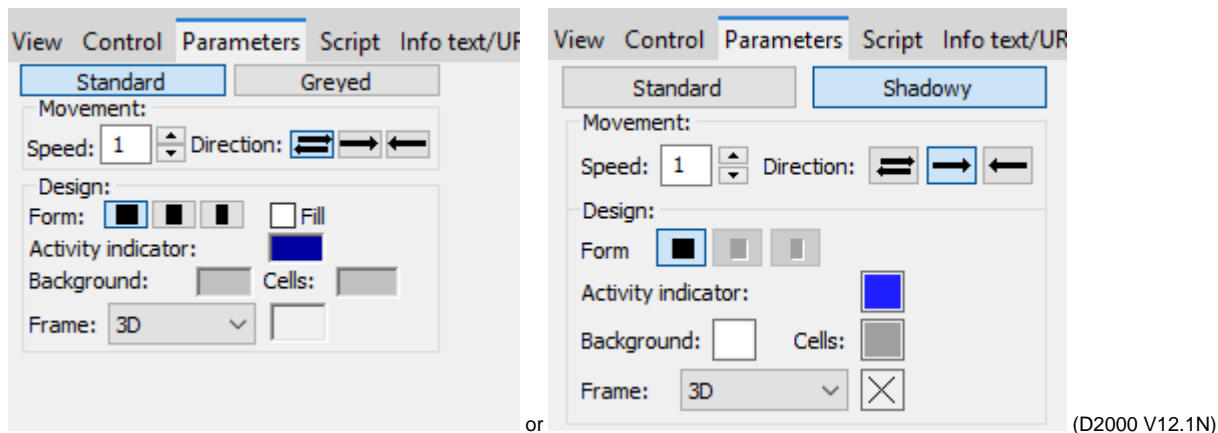 View Control Parameters Script Info text/UR
Standard Greyed
Movement:
Speed: 1 Direction:
Design:
Form: Fill
Activity indicator:
Background: Cells:
Frame: 3D
or
View Control Parameters Script Info text/UR
Standard Shadowy
Movement:
Speed: 1 Direction:
Design:
Form
Activity indicator:
Background: Cells:
Frame: 3D
(D2000 V12.1N)